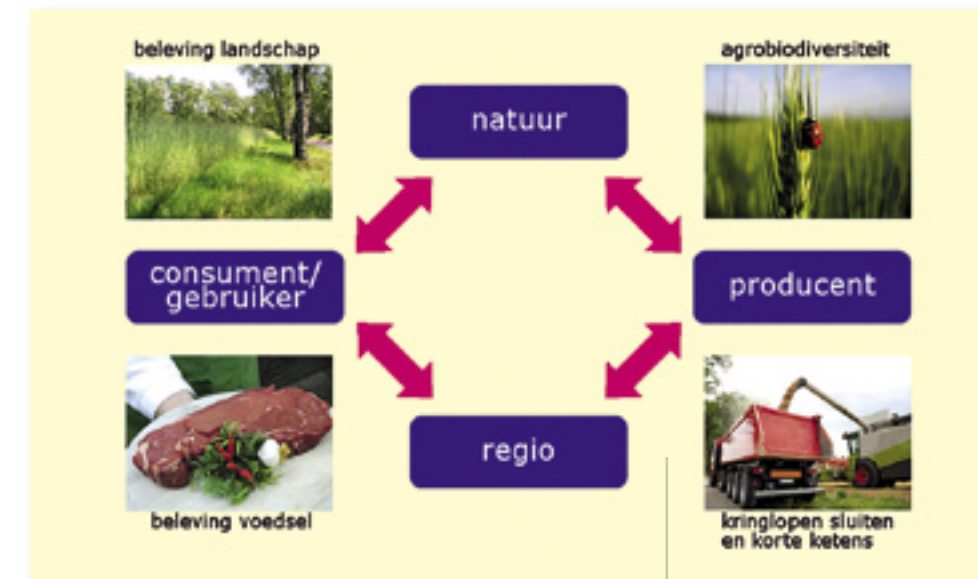 beleving landschap
agrobiodiversiteit
natuur
consument/
gebruiker
producent
regio
beleving voedsel
kringlopen sluiten
en korte ketens